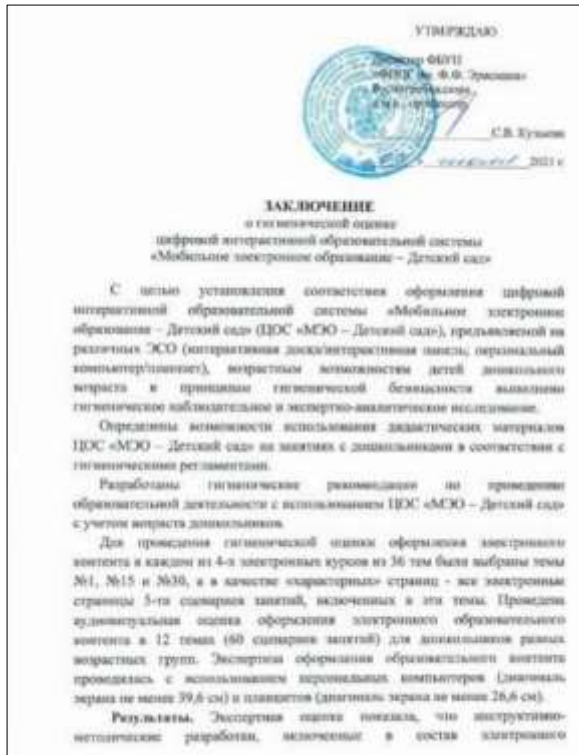 УТВЕРЖДАЮ
Директор ФБУН
«ФНЦГ им. Ф.Ф. Эрисмана»
Роспотребнадзора,
д.м.н., профессор
С.В. Кузьмин
2021 г.
ЗАКЛЮЧЕНИЕ
о гигиенической оценке
цифровой интерактивной образовательной системы
«Мобильное электронное образование – Детский сад»
С целью установления соответствия оформления цифровой
интерактивной образовательной системы «Мобильное электронное
образование – Детский сад» (ЦОС «МЭО – Детский сад»), предъявляемой на
различных ЭСО (интерактивная доска/интерактивная панель, персональный
компьютер/планшет), возрастным возможностям детей дошкольного
возраста и принципам гигиенической безопасности выполнено
гигиеническое наблюдательное и экспертно-аналитическое исследование.
Определены возможности использования дидактических материалов
ЦОС «МЭО – Детский сад» на занятиях с дошкольниками в соответствии с
гигиеническими регламентами.
Разработаны гигиенические рекомендации по проведению
образовательной деятельности с использованием ЦОС «МЭО – Детский сад»
с учетом возраста дошкольников.
Для проведения гигиенической оценки оформления электронного
контента в каждом из 4-х электронных курсов из 36 тем были выбраны темы
№1, №15 и №30, а в качестве «характерных» страниц - все электронные
страницы 5-ти сценариев занятий, включенных в эти темы. Проведена
аудиовизуальная оценка оформления электронного образовательного
контента в 12 темах (60 сценариев занятий) для дошкольников разных
возрастных групп. Экспертиза оформления образовательного контента
проводилась с использованием персональных компьютеров (диагональ
экрана не менее 39,6 см) и планшетов (диагональ экрана не менее 26,6 см).
Результаты. Экспертная оценка показала, что инструктивно-
методические разработки, включенные в состав электронного